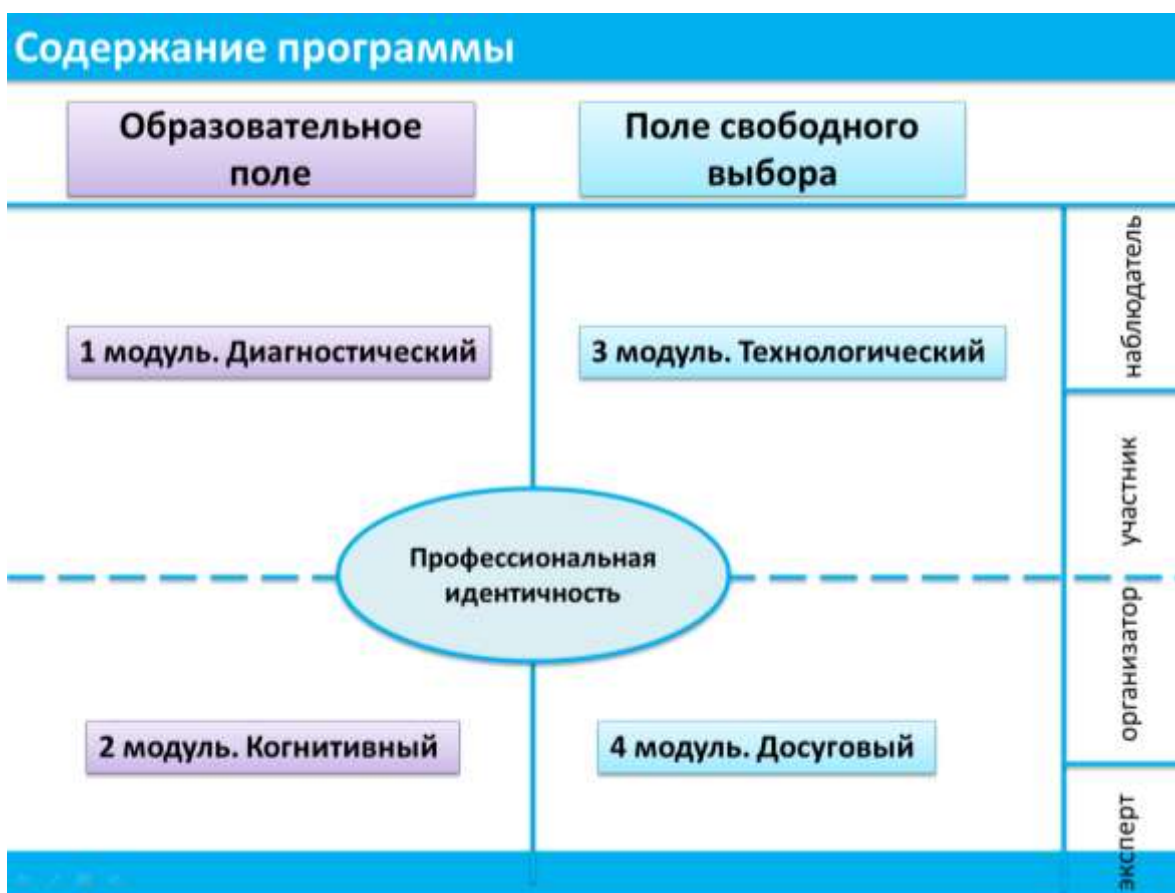 Содержание программы
Образовательное
поле
Поле свободного
выбора
1 модуль. Диагностический
3 модуль. Технологический
Профессиональная
идентичность
2 модуль. Когнитивный
4 модуль. Досуговый
наблюдатель
участник
организатор
эксперт